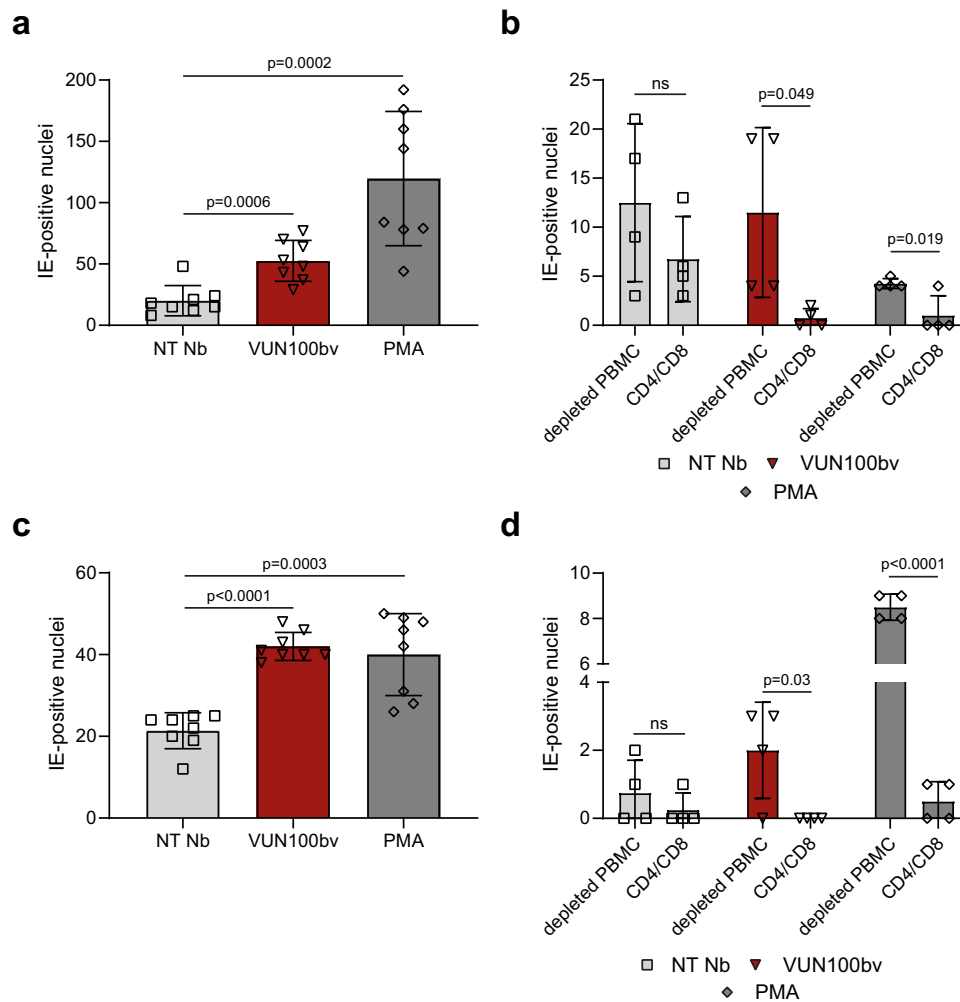 a
p=0.0002
p=0.0006
IE-positive nuclei
200
150
100
50
0
NT Nb
VUN100bv
PMA
b
ns
p=0.049
p=0.019
IE-positive nuclei
25
20
15
10
5
0
depleted PBMC
CD4/CD8
depleted PBMC
CD4/CD8
depleted PBMC
CD4/CD8
NT Nb VUN100bv
PMA
c
p=0.0003
p<0.0001
IE-positive nuclei
60
40
20
0
NT Nb
VUN100bv
PMA
d
p<0.0001
p=0.03
ns
IE-positive nuclei
10
8
6
4
2
0
depleted PBMC
CD4/CD8
depleted PBMC
CD4/CD8
depleted PBMC
CD4/CD8
NT Nb VUN100bv
PMA